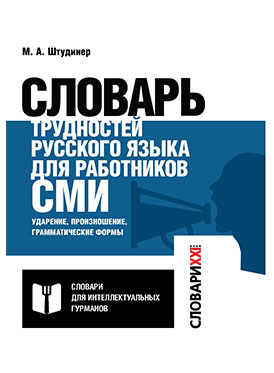 М. А. Штудинер
СЛОВАРЬ
ТРУДНОСТЕЙ
РУССКОГО ЯЗЫКА
ДЛЯ РАБОТНИКОВ
СМИ
УДАРЕНИЕ, ПРОИЗНОШЕНИЕ,
ГРАММАТИЧЕСКИЕ ФОРМЫ
СЛОВАРИ XXI
СЛОВАРИ
ДЛЯ ИНТЕЛЛЕКТУАЛЬНЫХ
ГУРМАНОВ